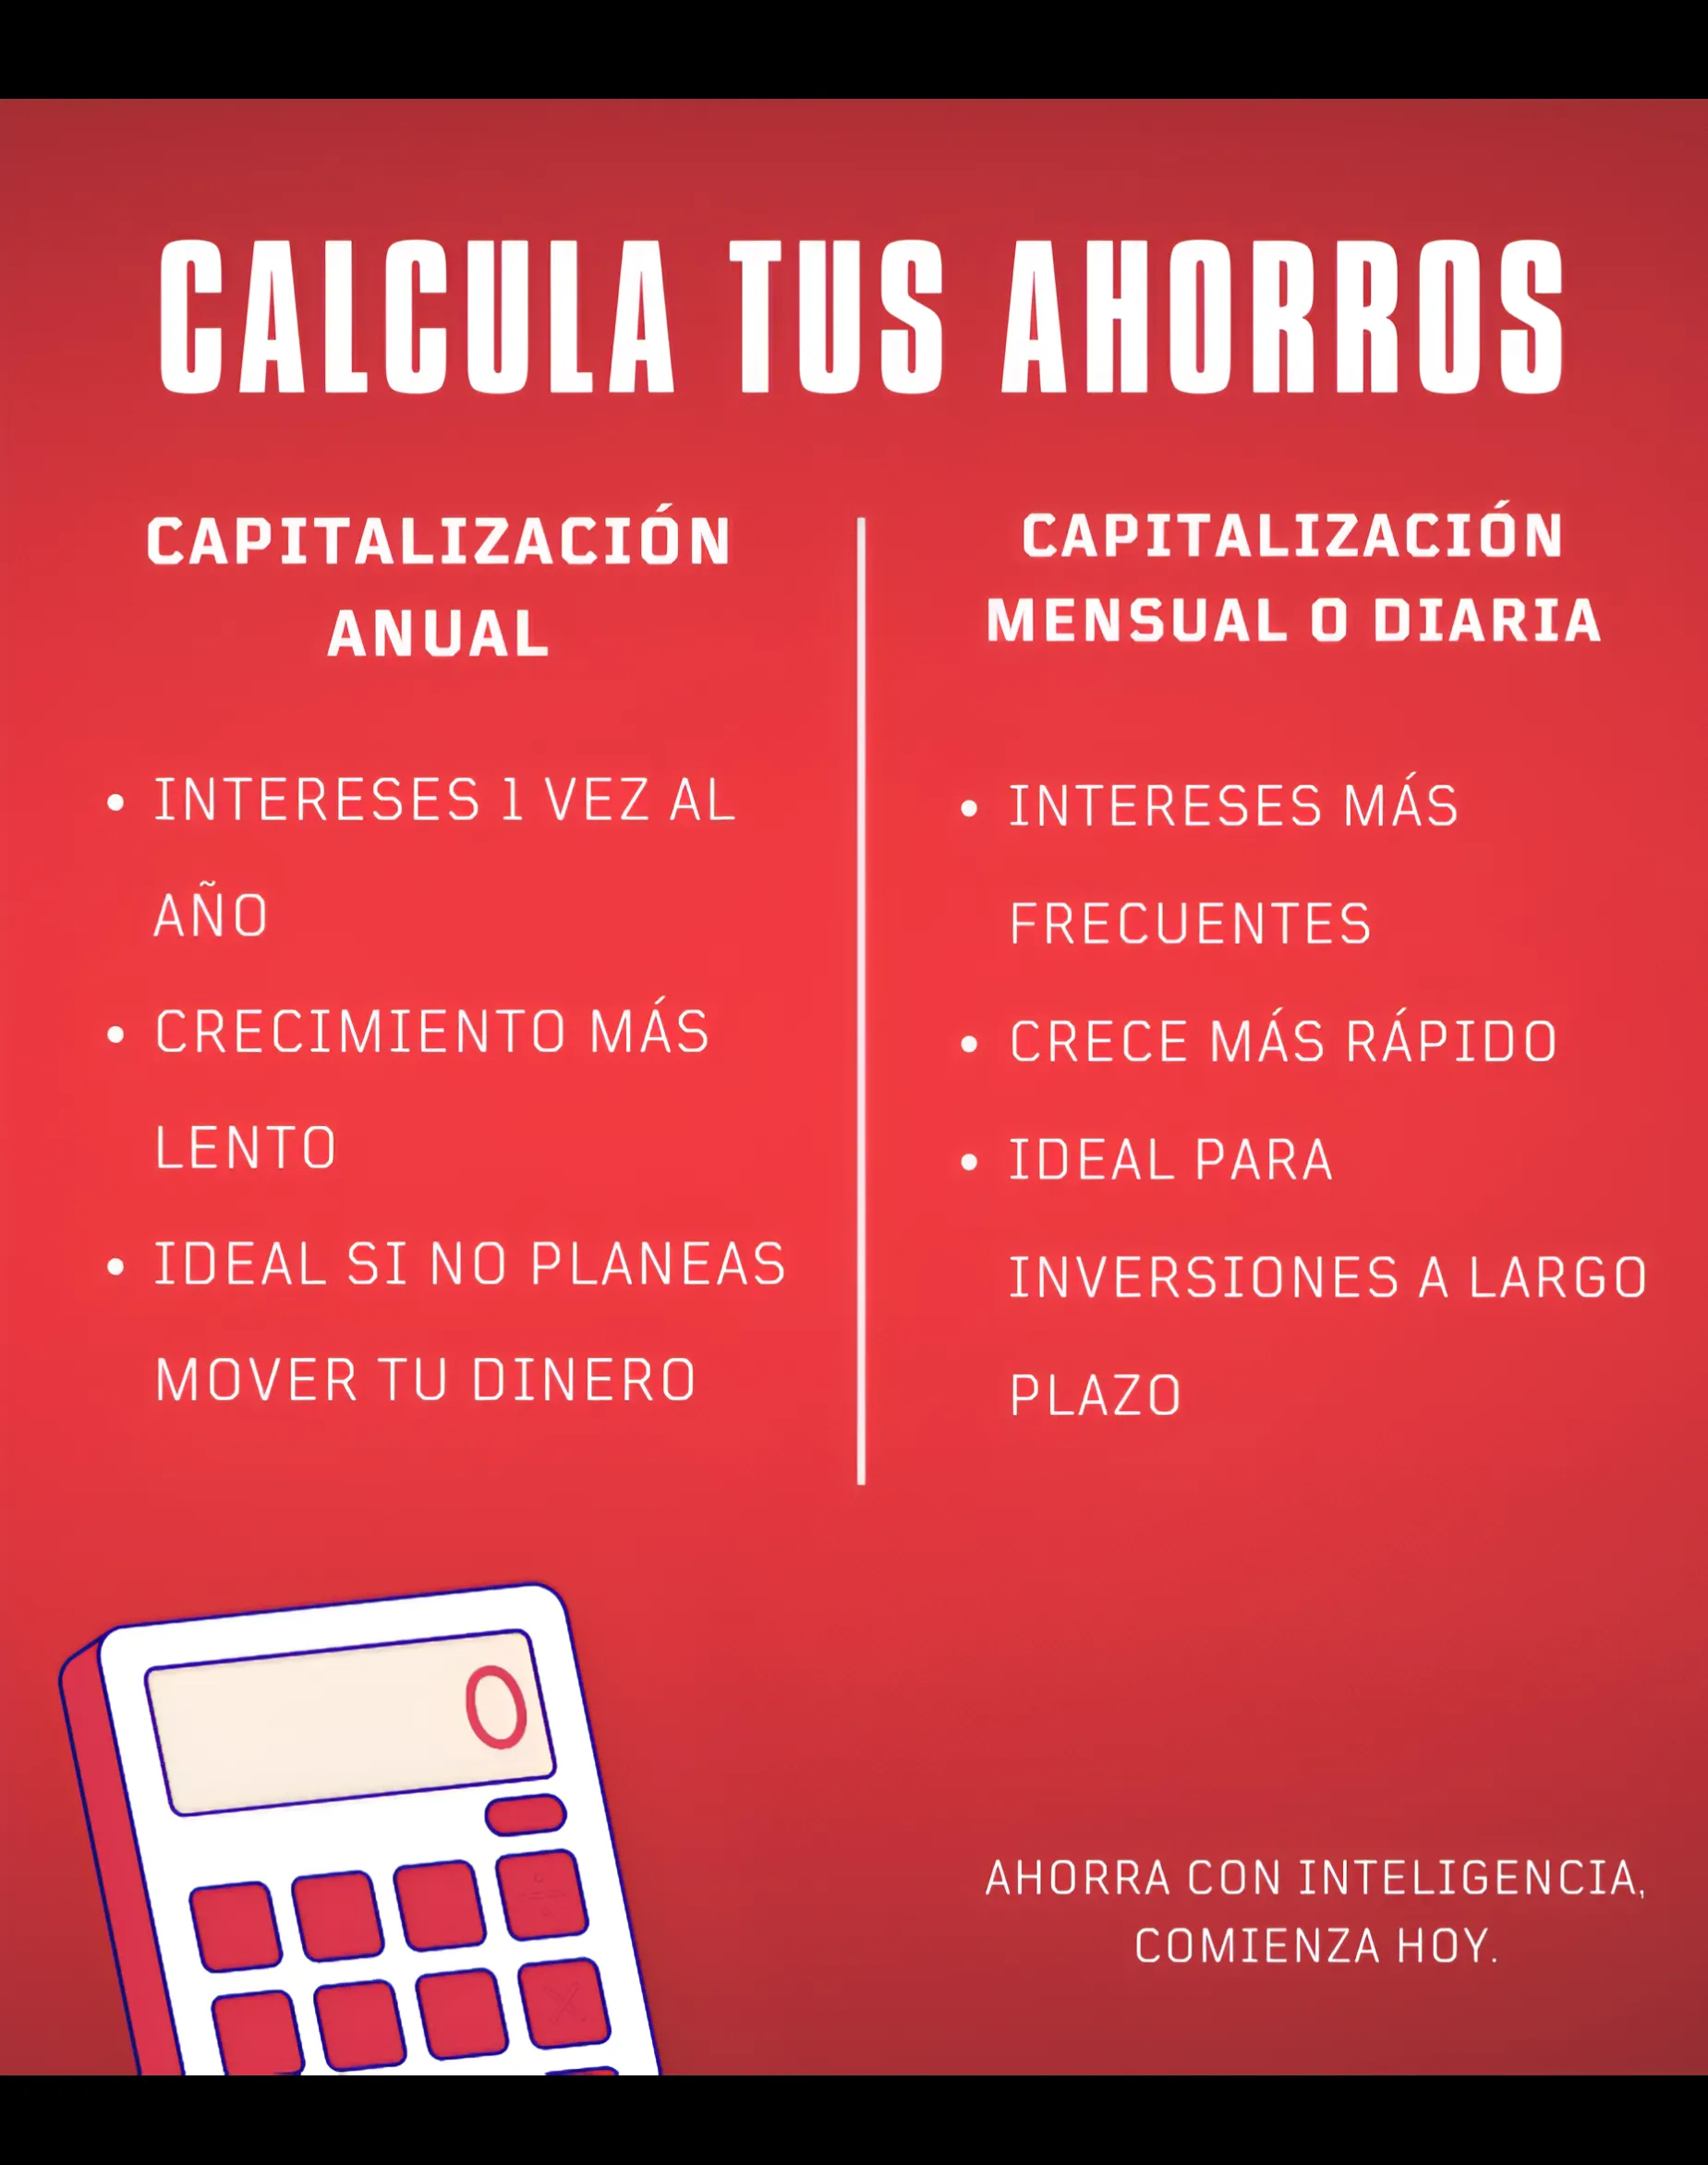 CALCULA TUS AHORROS
CAPITALIZACIÓN
ANUAL
• INTERESES 1 VEZ AL
AÑO
• CRECIMIENTO MÁS
LENTO
• IDEAL SI NO PLANEAS
MOVER TU DINERO
CAPITALIZACIÓN
MENSUAL O DIARIA
• INTERESES MÁS
FRECUENTES
• CRECE MÁS RÁPIDO
• IDEAL PARA
INVERSIONES A LARGO
PLAZO
0
AHORRA CON INTELIGENCIA,
COMIENZA HOY.